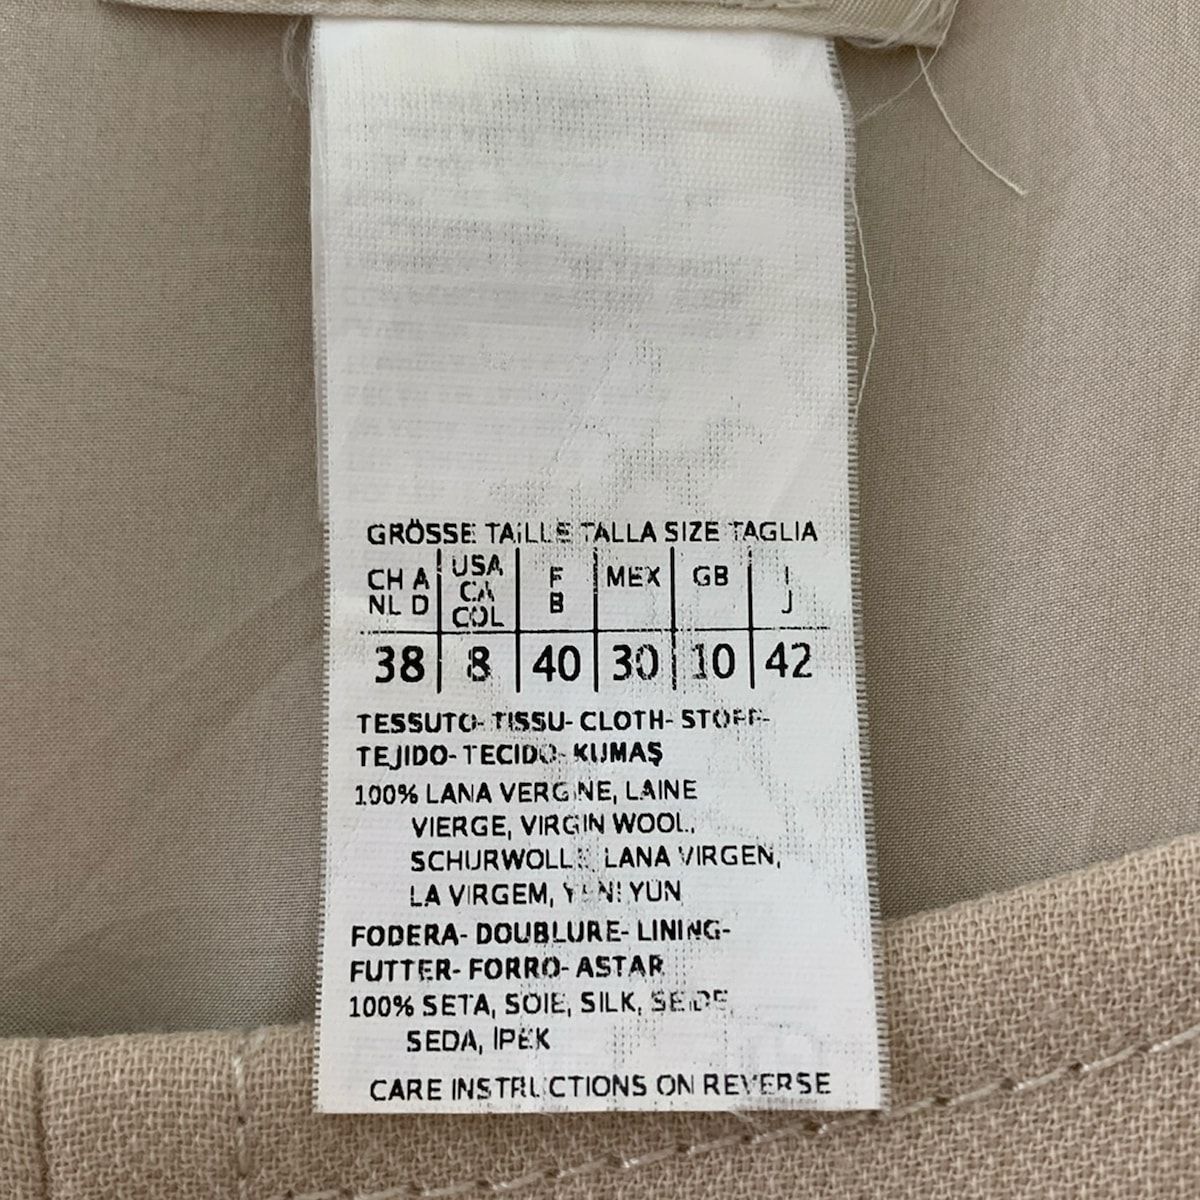 GRÖSSE TAILLE TALLA SIZE TAGLIA
CH A NL D | USA CA COL | F B | MEX | GB | I J
38 | 8 | 40 | 30 | 10 | 42
TESSUTO- TISSU- CLOTH- STOFF-
TEJIDO- TECIDO- KUMAŞ
100% LANA VERGINE, LAINE
VIERGE, VIRGIN WOOL,
SCHURWOLLE, LANA VIRGEN,
LA VIRGEM, YENI YÜN
FODERA- DOUBLURE- LINING-
FUTTER- FORRO- ASTAR
100% SETA, SOIE, SILK, SEIDE,
SEDA, İPEK
CARE INSTRUCTIONS ON REVERSE